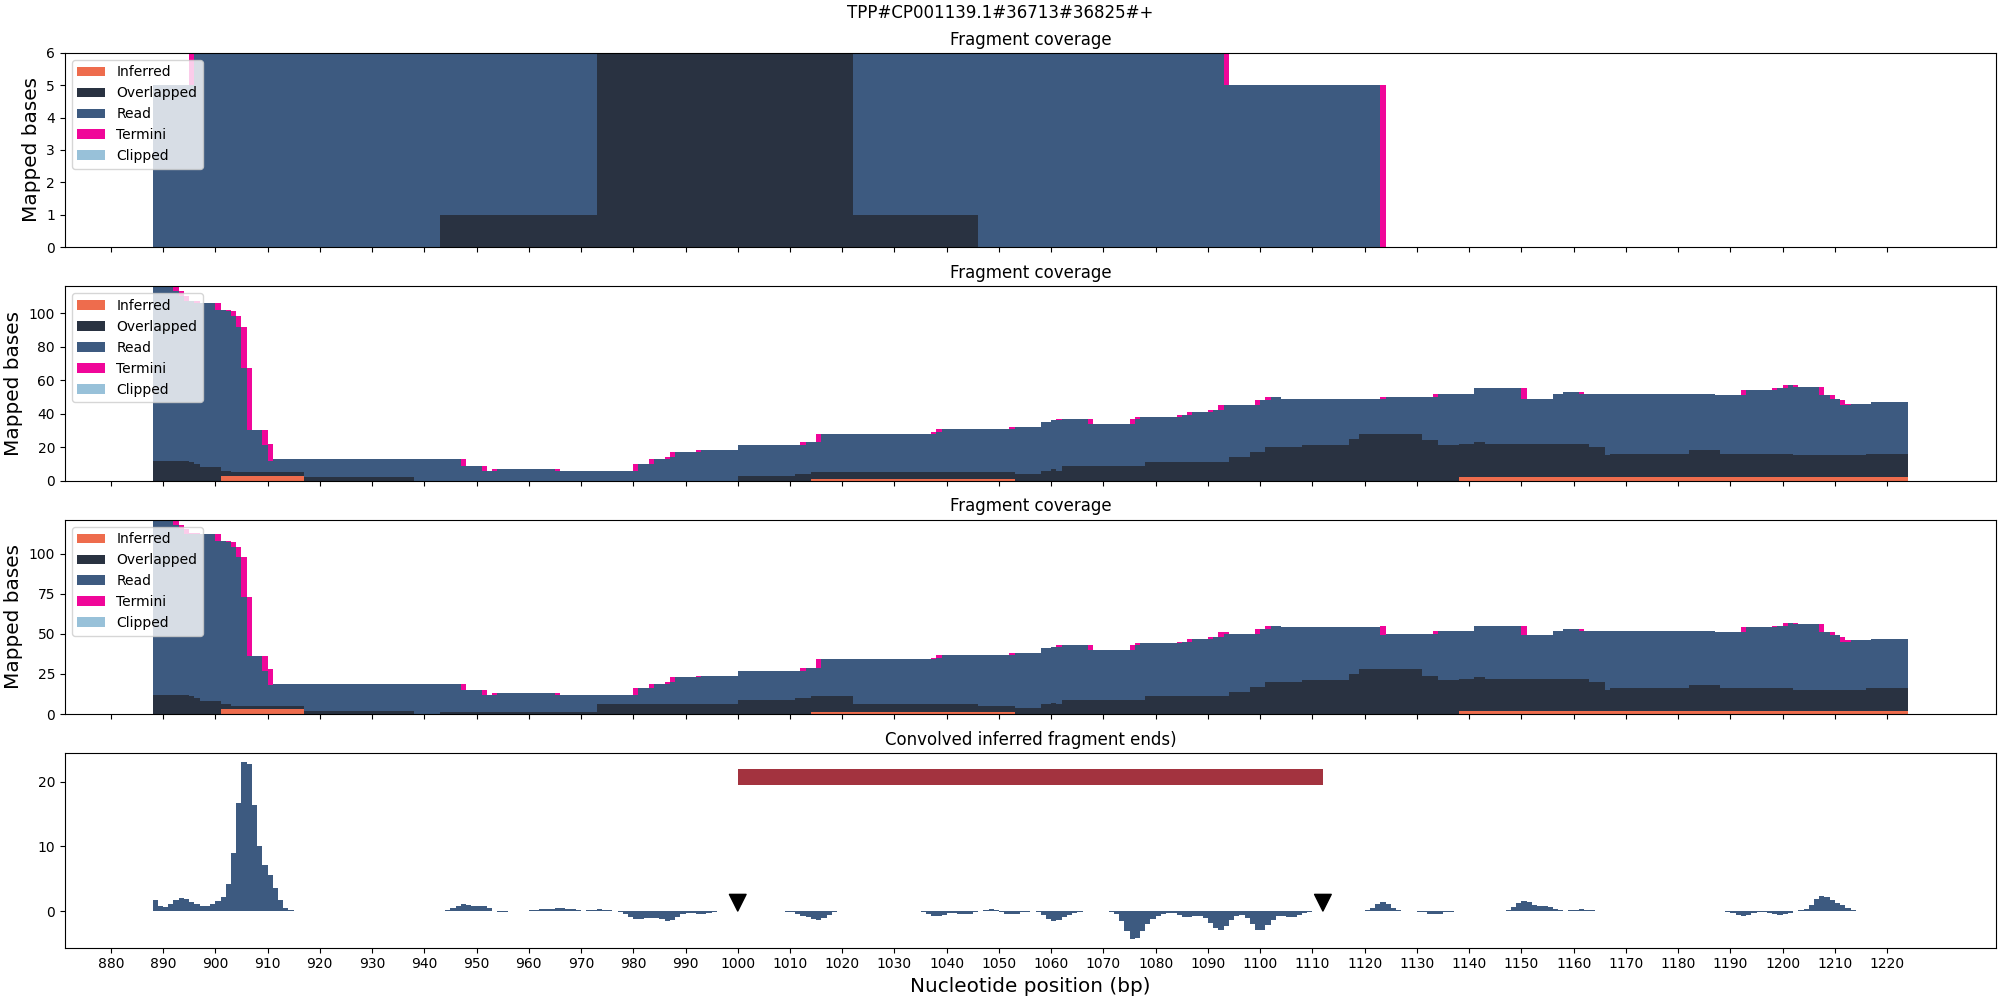 TPP#CP001139.1#36713#36825#+
Fragment coverage
Mapped bases
6
5
4
3
2
1
0
Inferred
Overlapped
Read
Termini
Clipped
Fragment coverage
Mapped bases
100
80
60
40
20
0
Inferred
Overlapped
Read
Termini
Clipped
Fragment coverage
Mapped bases
100
75
50
25
0
Inferred
Overlapped
Read
Termini
Clipped
Convolved inferred fragment ends)
20
10
0
880 890 900 910 920 930 940 950 960 970 980 990 1000 1010 1020 1030 1040 1050 1060 1070 1080 1090 1100 1110 1120 1130 1140 1150 1160 1170 1180 1190 1200 1210 1220
Nucleotide position (bp)